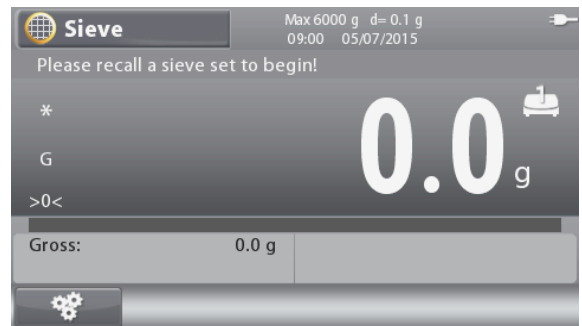 Sieve
Max 6000 g d= 0.1 g
09:00 05/07/2015
Please recall a sieve set to begin!
*
1
0.0 g
G
>0<
Gross: 0.0 g